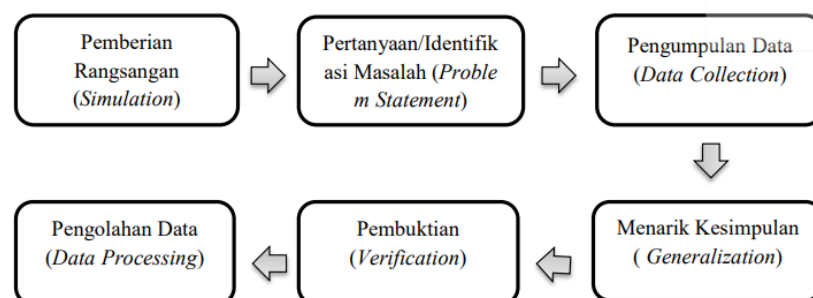 Pemberian
Rangsangan
(Simulation)
Pertanyaan/Identifik
asi Masalah (Proble
m Statement)
Pengumpulan Data
(Data Collection)
Menarik Kesimpulan
( Generalization)
Pembuktian
(Verification)
Pengolahan Data
(Data Processing)